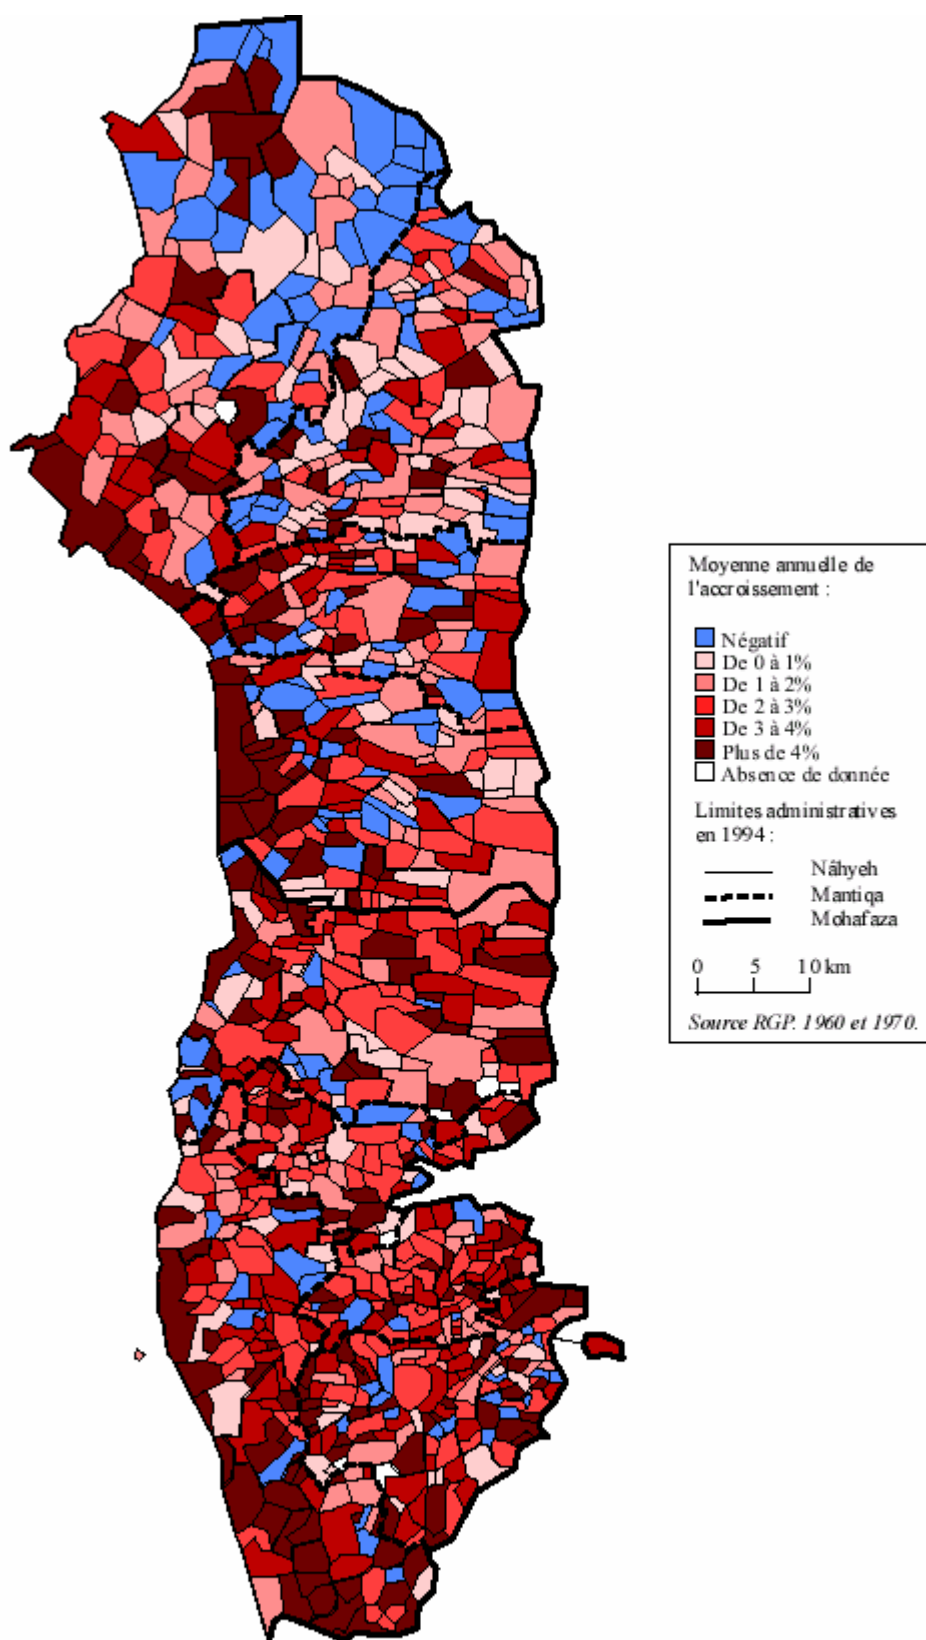 Moyenne annuelle de
l'accroissement :
Négatif
De 0 à 1%
De 1 à 2%
De 2 à 3%
De 3 à 4%
Plus de 4%
Absence de donnée
Limites administratives
en 1994 :
Nâhyeh
Mantiqa
Mohafaza
0 5 10 km
Source RGP. 1960 et 1970.